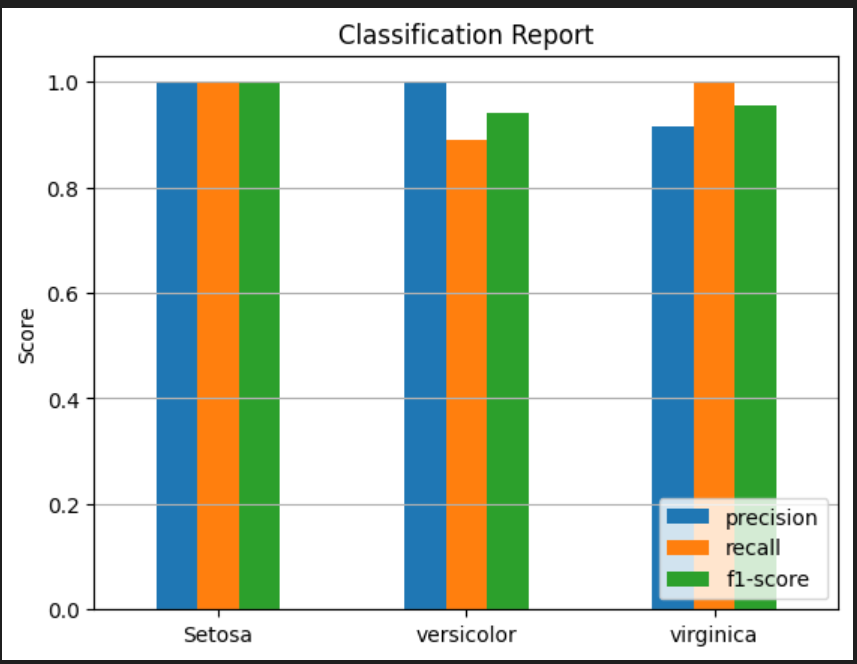 Classification Report
Score
1.0
0.8
0.6
0.4
0.2
0.0
precision
recall
f1-score
Setosa
versicolor
virginica